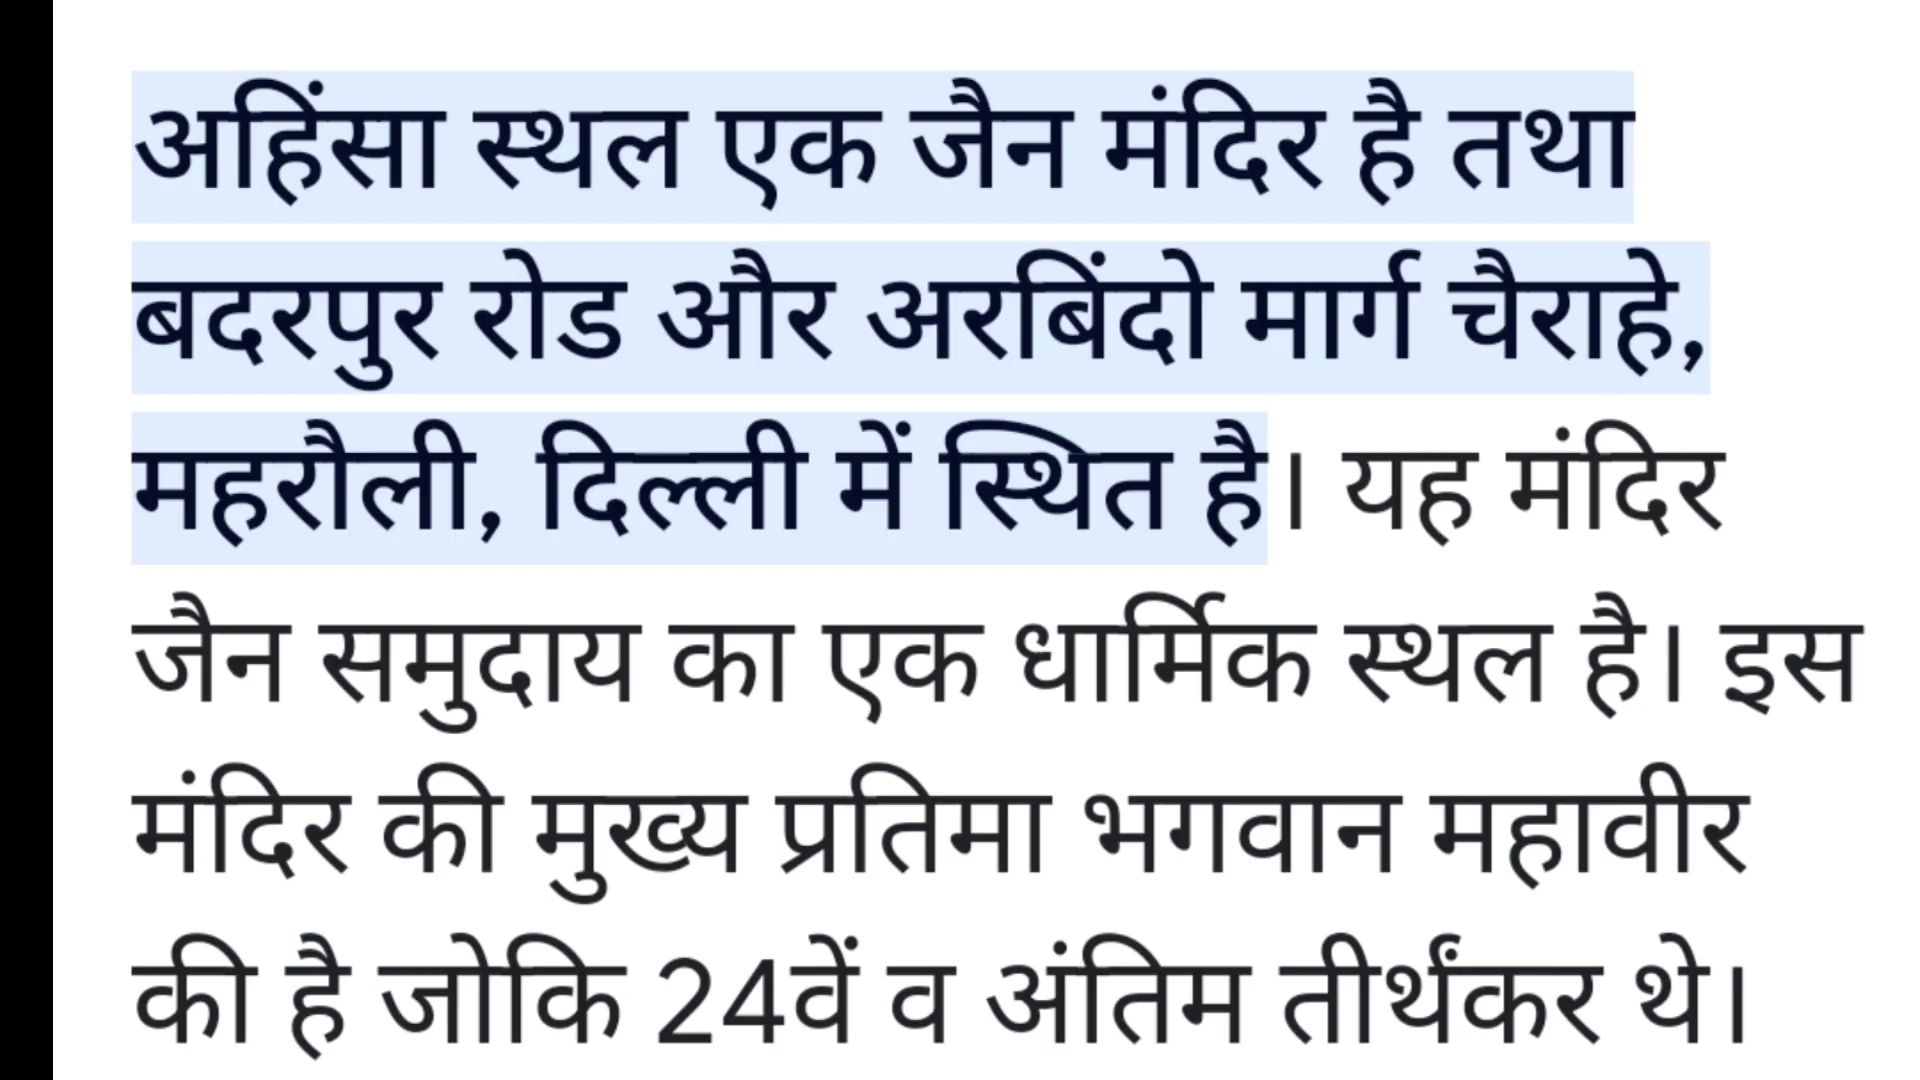 अहिंसा स्थल एक जैन मंदिर है तथा
बदरपुर रोड और अरबिंदो मार्ग चैराहे,
महरौली, दिल्ली में स्थित है। यह मंदिर
जैन समुदाय का एक धार्मिक स्थल है। इस
मंदिर की मुख्य प्रतिमा भगवान महावीर
की है जोकि 24वें व अंतिम तीर्थंकर थे।